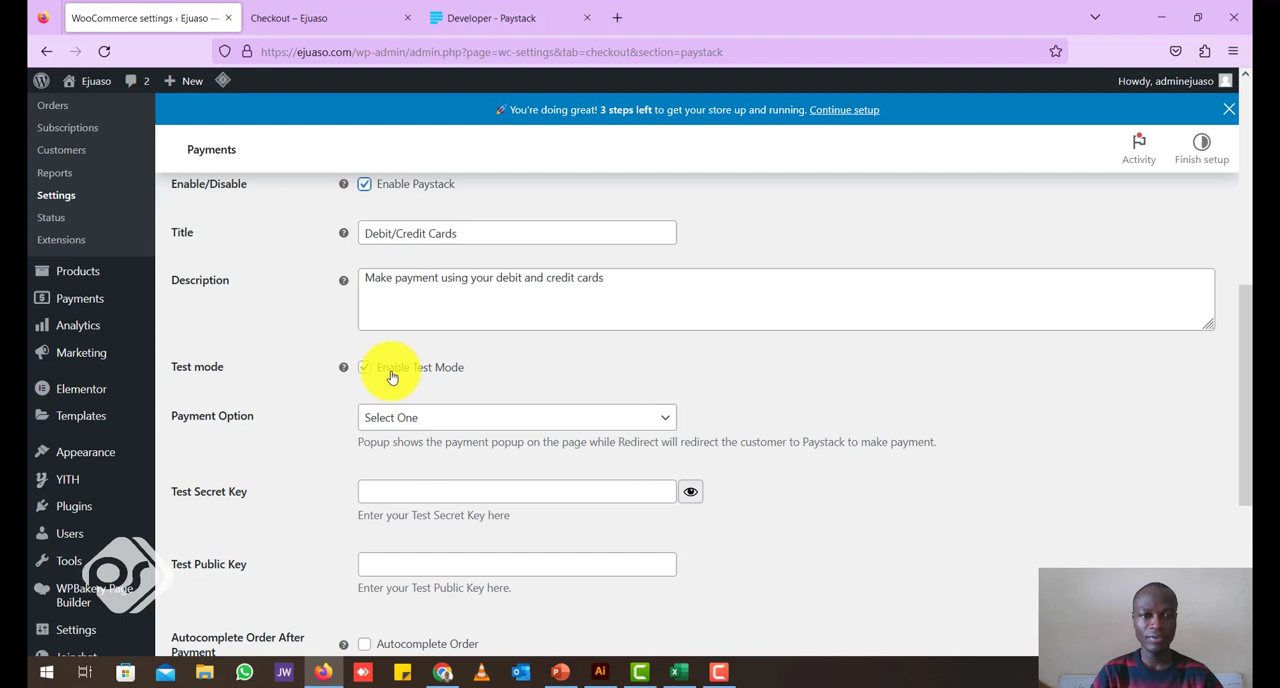 WooCommerce settings ‹ Ejuaso —
Checkout – Ejuaso
Developer - Paystack
https://ejuaso.com/wp-admin/admin.php?page=wc-settings&tab=checkout&section=paystack
Ejuaso
2
New
Howdy, adminejuaso
Orders
Subscriptions
Customers
Reports
Settings
Status
Extensions
Products
Payments
Analytics
Marketing
Elementor
Templates
Appearance
YITH
Plugins
Users
Tools
WPBakery Page
Builder
Settings
🚀 You're doing great! 3 steps left to get your store up and running. Continue setup
Payments
Activity
Finish setup
Enable/Disable
Enable Paystack
Title
Debit/Credit Cards
Description
Make payment using your debit and credit cards
Test mode
Enable Test Mode
Payment Option
Select One
Popup shows the payment popup on the page while Redirect will redirect the customer to Paystack to make payment.
Test Secret Key
Enter your Test Secret Key here
Test Public Key
Enter your Test Public Key here.
Autocomplete Order After
Payment
Autocomplete Order
JW
Ai